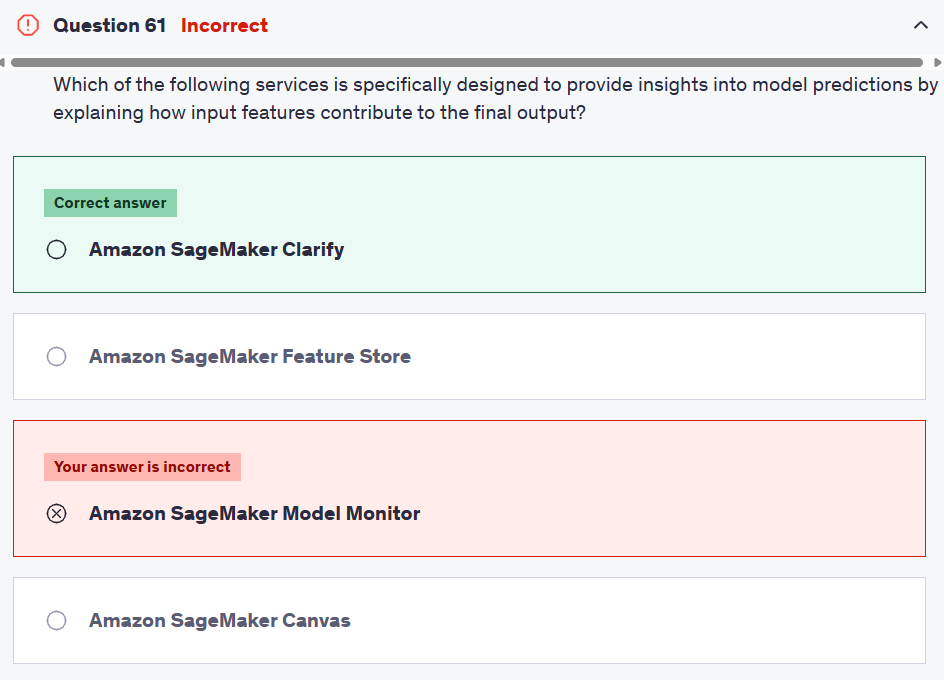 Question 61 Incorrect
Which of the following services is specifically designed to provide insights into model predictions by
explaining how input features contribute to the final output?
Correct answer
Amazon SageMaker Clarify
Amazon SageMaker Feature Store
Your answer is incorrect
Amazon SageMaker Model Monitor
Amazon SageMaker Canvas